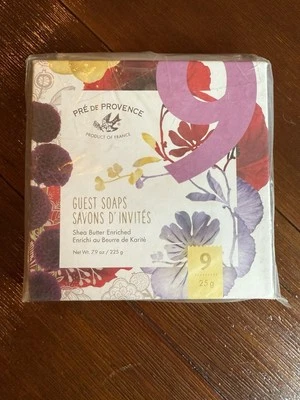 9
PRÉ DE PROVENCE
PRODUCT OF FRANCE
GUEST SOAPS
SAVONS D'INVITÉS
Shea Butter Enriched
Enrichi au Beurre de Karité
Net Wt. 7.9 oz / 225 g
9
25 g